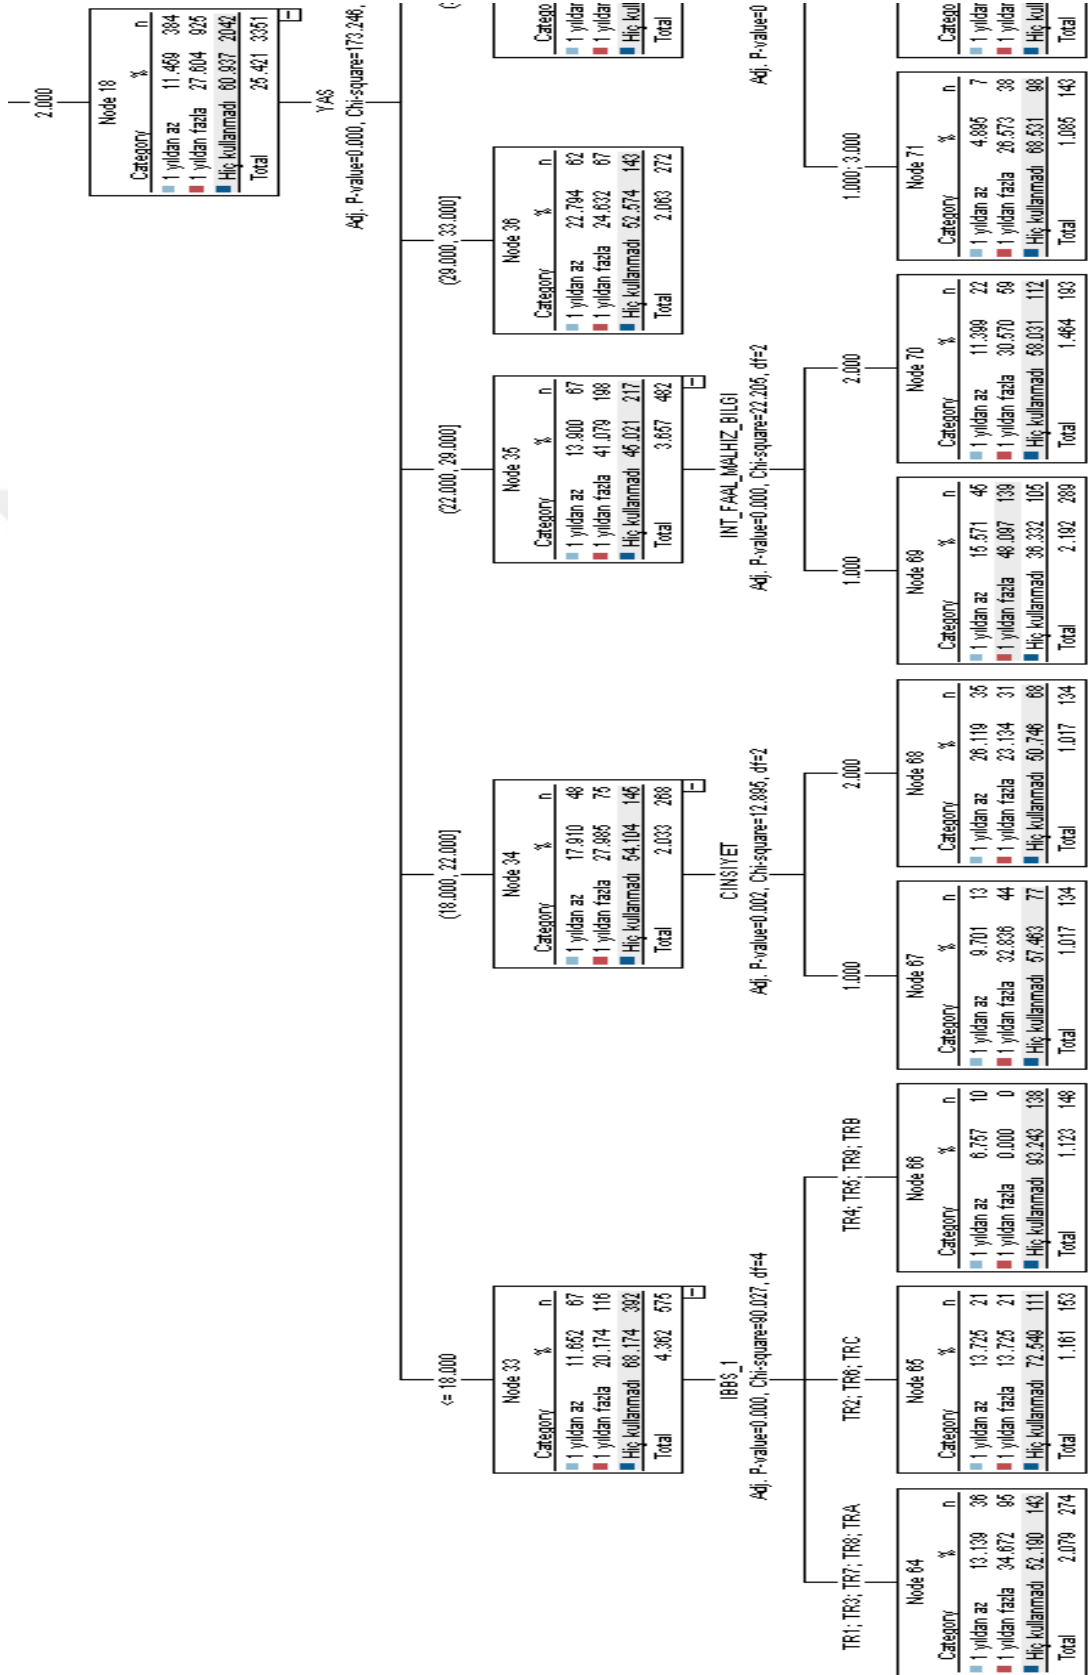 2.000
Node 18
Category % n
1 yıldan az 11.459 384
1 yıldan fazla 27.604 925
Hiç kullanmadı 60.937 2042
Total 25.421 3351
YAS
Adj. P-value=0.000, Chi-square=173.246,
<= 18.000
(18.000, 22.000]
(22.000, 29.000]
(29.000, 33.000]
(3
Node 33
Category % n
1 yıldan az 11.652 67
1 yıldan fazla 20.174 116
Hiç kullanmadı 68.174 392
Total 4.362 575
Node 34
Category % n
1 yıldan az 17.910 48
1 yıldan fazla 27.985 75
Hiç kullanmadı 54.104 145
Total 2.033 268
Node 35
Category % n
1 yıldan az 13.900 67
1 yıldan fazla 41.079 198
Hiç kullanmadı 45.021 217
Total 3.657 482
Node 36
Category % n
1 yıldan az 22.794 62
1 yıldan fazla 24.632 67
Hiç kullanmadı 52.574 143
Total 2.063 272
Catego
1 yıldar
1 yıldar
Hiç kull
Total
IBBS_1
Adj. P-value=0.000, Chi-square=90.027, df=4
CINSIYET
Adj. P-value=0.002, Chi-square=12.895, df=2
INT_FAAL_MALHIZ_BILGI
Adj. P-value=0.000, Chi-square=22.205, df=2
Adj. P-value=0
TR1; TR3; TR7; TR8; TRA
TR2; TR6; TRC
TR4; TR5; TR9; TRB
1.000
2.000
1.000
2.000
1.000; 3.000
Node 64
Category % n
1 yıldan az 13.139 36
1 yıldan fazla 34.672 95
Hiç kullanmadı 52.190 143
Total 2.079 274
Node 65
Category % n
1 yıldan az 13.725 21
1 yıldan fazla 13.725 21
Hiç kullanmadı 72.549 111
Total 1.161 153
Node 66
Category % n
1 yıldan az 6.757 10
1 yıldan fazla 0.000 0
Hiç kullanmadı 93.243 138
Total 1.123 148
Node 67
Category % n
1 yıldan az 9.701 13
1 yıldan fazla 32.836 44
Hiç kullanmadı 57.463 77
Total 1.017 134
Node 68
Category % n
1 yıldan az 26.119 35
1 yıldan fazla 23.134 31
Hiç kullanmadı 50.746 68
Total 1.017 134
Node 69
Category % n
1 yıldan az 15.571 45
1 yıldan fazla 48.097 139
Hiç kullanmadı 36.332 105
Total 2.192 289
Node 70
Category % n
1 yıldan az 11.399 22
1 yıldan fazla 30.570 59
Hiç kullanmadı 58.031 112
Total 1.464 193
Node 71
Category % n
1 yıldan az 4.895 7
1 yıldan fazla 26.573 38
Hiç kullanmadı 68.531 98
Total 1.085 143
Catego
1 yıldar
1 yıldar
Hiç kull
Total